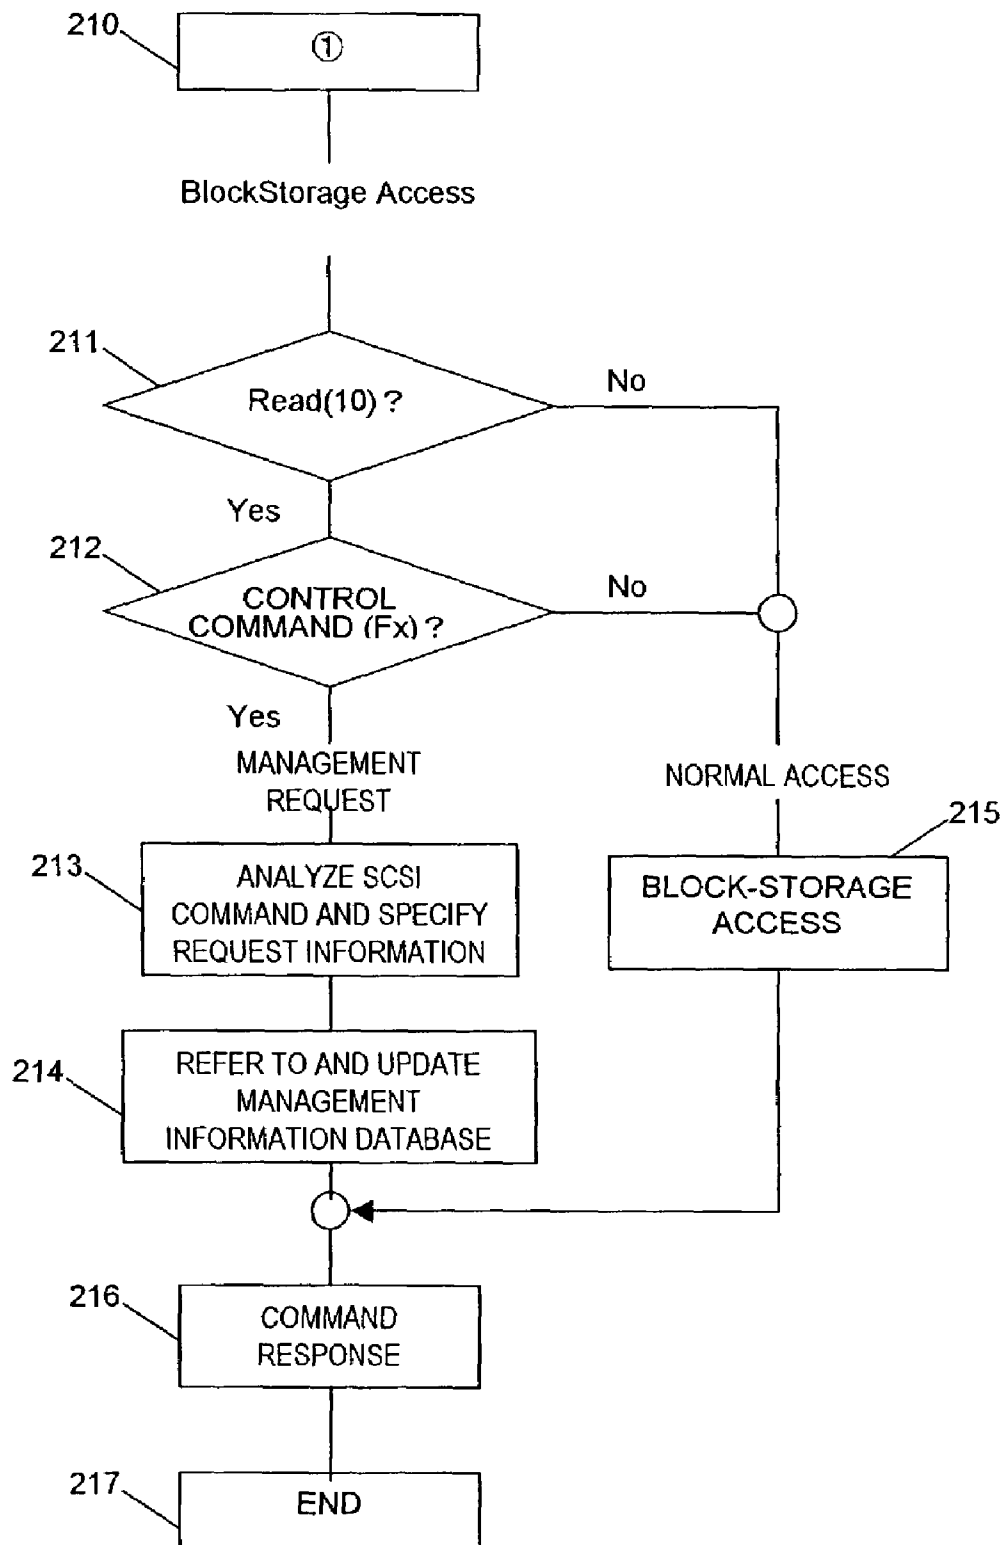 210
①
BlockStorage Access
211
Read(10)?
No
Yes
212
CONTROL
COMMAND (Fx)?
No
Yes
MANAGEMENT
REQUEST
NORMAL ACCESS
215
213
ANALYZE SCSI
COMMAND AND SPECIFY
REQUEST INFORMATION
BLOCK-STORAGE
ACCESS
214
REFER TO AND UPDATE
MANAGEMENT
INFORMATION DATABASE
216
COMMAND
RESPONSE
217
END